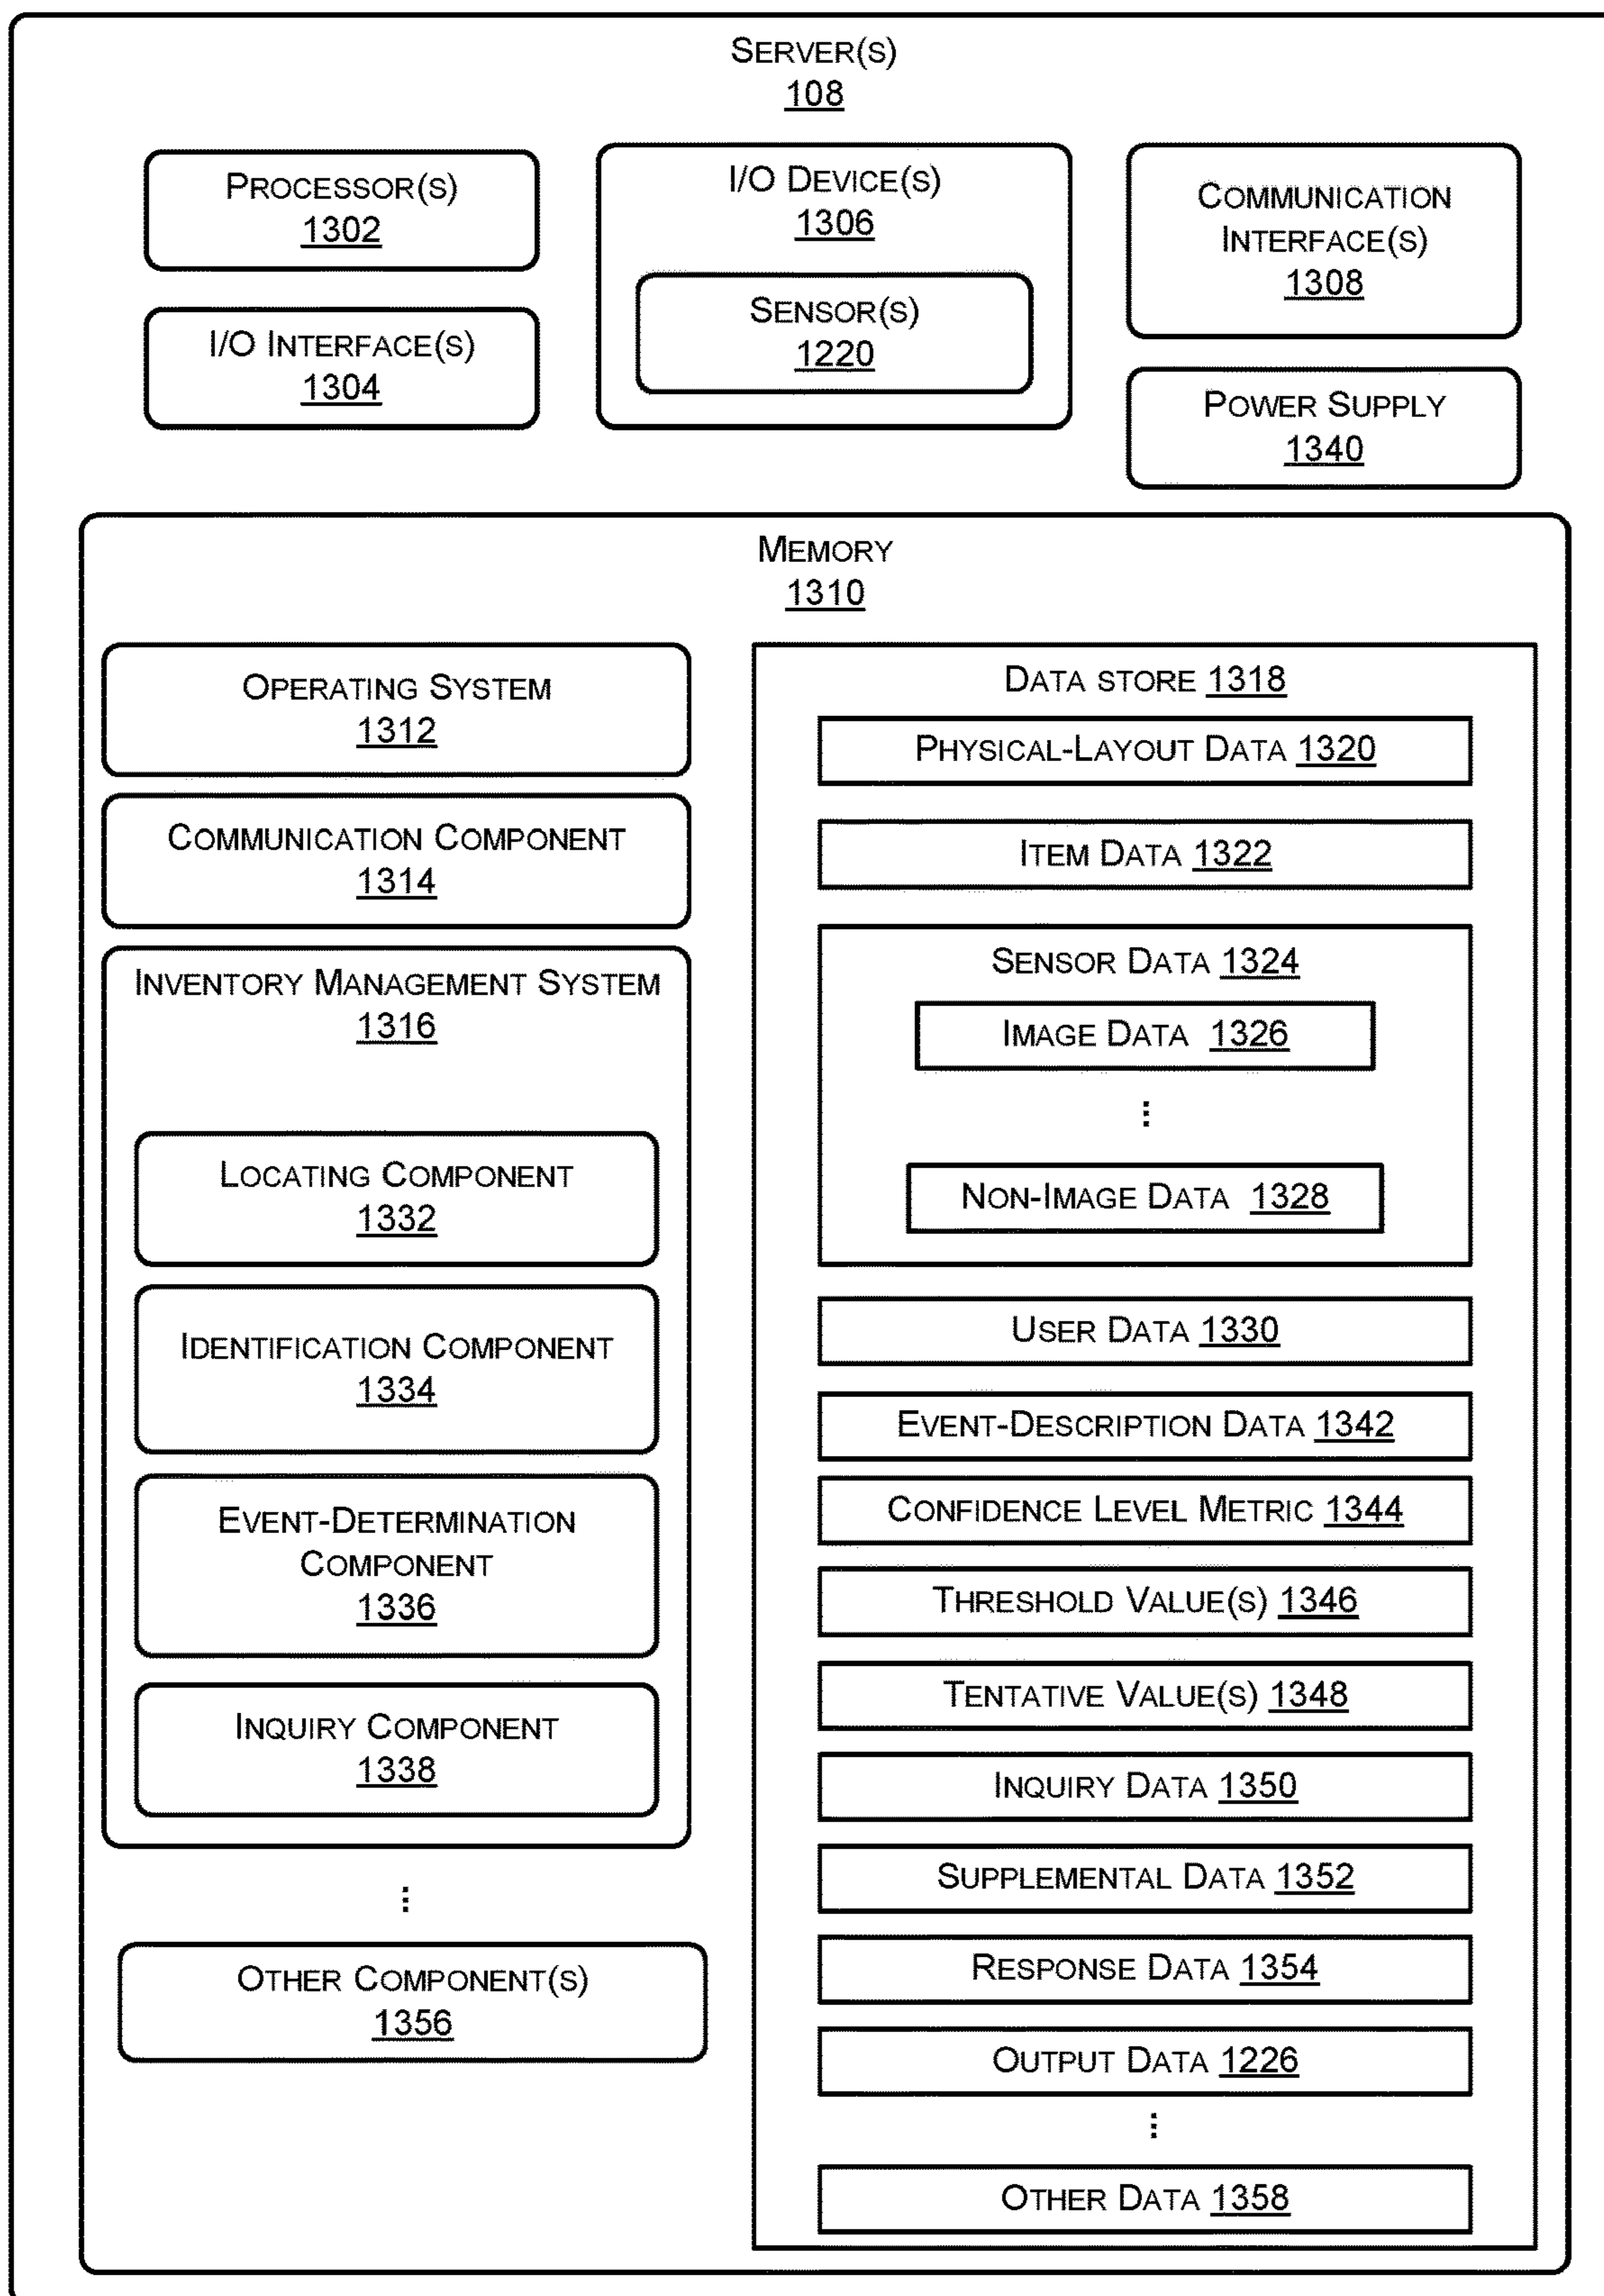 SERVER(S)
108
PROCESSOR(S)
1302
I/O INTERFACE(S)
1304
I/O DEVICE(S)
1306
SENSOR(S)
1220
COMMUNICATION
INTERFACE(S)
1308
POWER SUPPLY
1340
MEMORY
1310
OPERATING SYSTEM
1312
COMMUNICATION COMPONENT
1314
INVENTORY MANAGEMENT SYSTEM
1316
LOCATING COMPONENT
1332
IDENTIFICATION COMPONENT
1334
EVENT-DETERMINATION
COMPONENT
1336
INQUIRY COMPONENT
1338
...
OTHER COMPONENT(S)
1356
DATA STORE 1318
PHYSICAL-LAYOUT DATA 1320
ITEM DATA 1322
SENSOR DATA 1324
IMAGE DATA 1326
...
NON-IMAGE DATA 1328
USER DATA 1330
EVENT-DESCRIPTION DATA 1342
CONFIDENCE LEVEL METRIC 1344
THRESHOLD VALUE(S) 1346
TENTATIVE VALUE(S) 1348
INQUIRY DATA 1350
SUPPLEMENTAL DATA 1352
RESPONSE DATA 1354
OUTPUT DATA 1226
...
OTHER DATA 1358